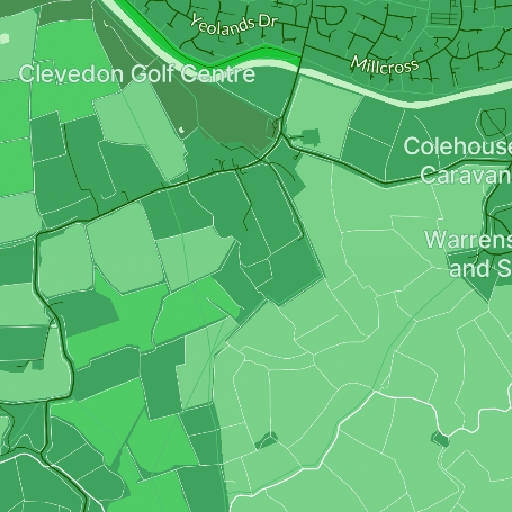 Yeolands Dr
Millcross
Clevedon Golf Centre
Colehouse
Caravan
Warrens
and S